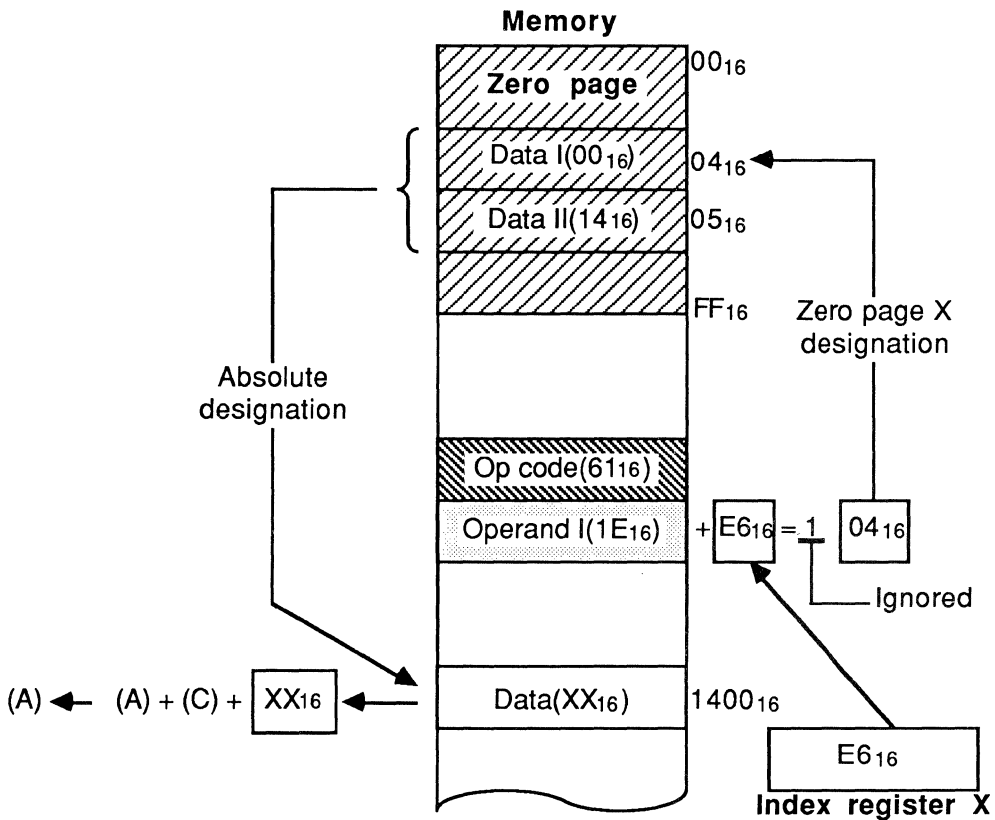 Memory
00₁₆
Zero page
Data I(00₁₆)
04₁₆
Data II(14₁₆)
05₁₆
FF₁₆
Zero page X
designation
Absolute
designation
Op code(61₁₆)
Operand I(1E₁₆) + E6₁₆ = 1 04₁₆
Ignored
(A) ← (A) + (C) + XX₁₆
Data(XX₁₆)
1400₁₆
E6₁₆
Index register X